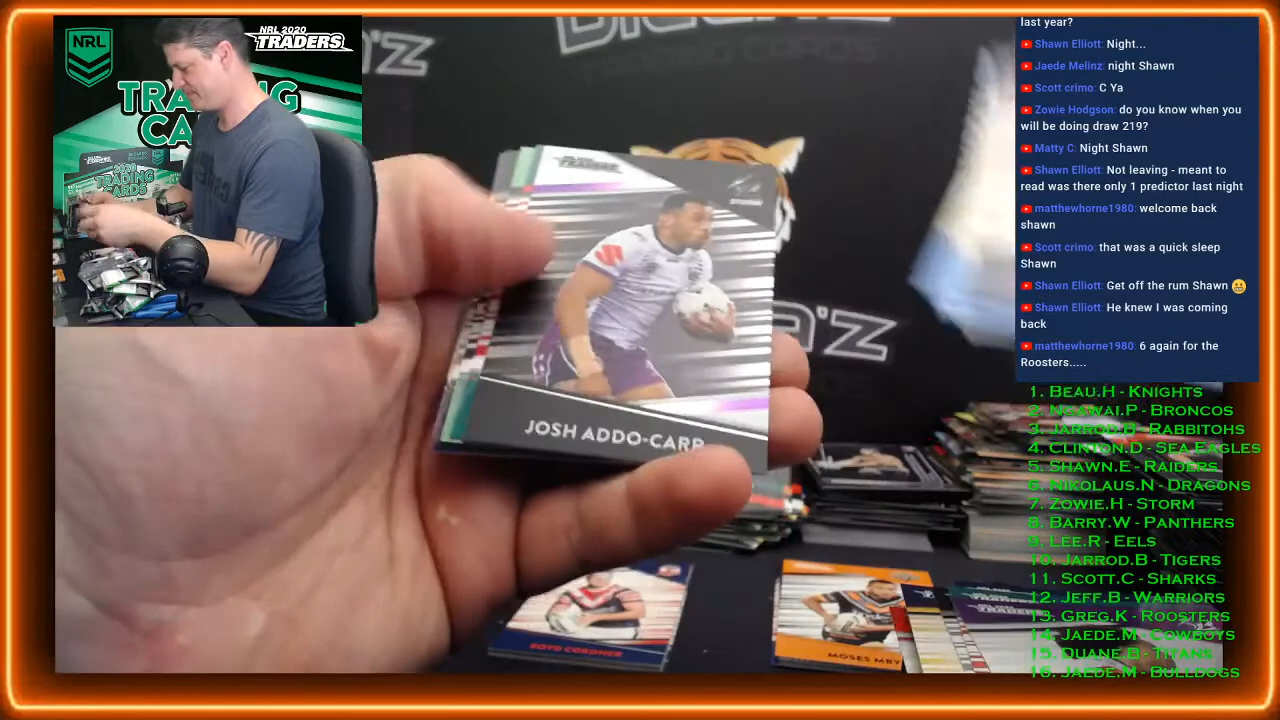 NRL
NRL 2020
TRADERS
2020
TRADING
CARDS
'Z
A'Z
JOSH ADDO-CARR
STORM
BOYD CORDNER
MOSES MBY
last year?
Shawn Elliott: Night...
Jaede Melinz: night Shawn
Scott crimo: C Ya
Zowie Hodgson: do you know when you
will be doing draw 219?
Matty C: Night Shawn
Shawn Elliott: Not leaving - meant to
read was there only 1 predictor last night
matthewhorne1980: welcome back
shawn
Scott crimo: that was a quick sleep
Shawn
Shawn Elliott: Get off the rum Shawn 😬
Shawn Elliott: He knew I was coming
back
matthewhorne1980: 6 again for the
Roosters.....
1. Beau.H - Knights
2. Ngawai.P - Broncos
3. Jarrod.B - Rabbitohs
4. Clinton.D - Sea Eagles
5. Shawn.E - Raiders
6. Nikolaus.N - Dragons
7. Zowie.H - Storm
8. Barry.W - Panthers
9. Lee.R - Eels
10. Jarrod.B - Tigers
11. Scott.C - Sharks
12. Jeff.B - Warriors
13. Greg.K - Roosters
14. Jaede.M - Cowboys
15. Duane.B - Titans
16. Jaede.M - Bulldogs